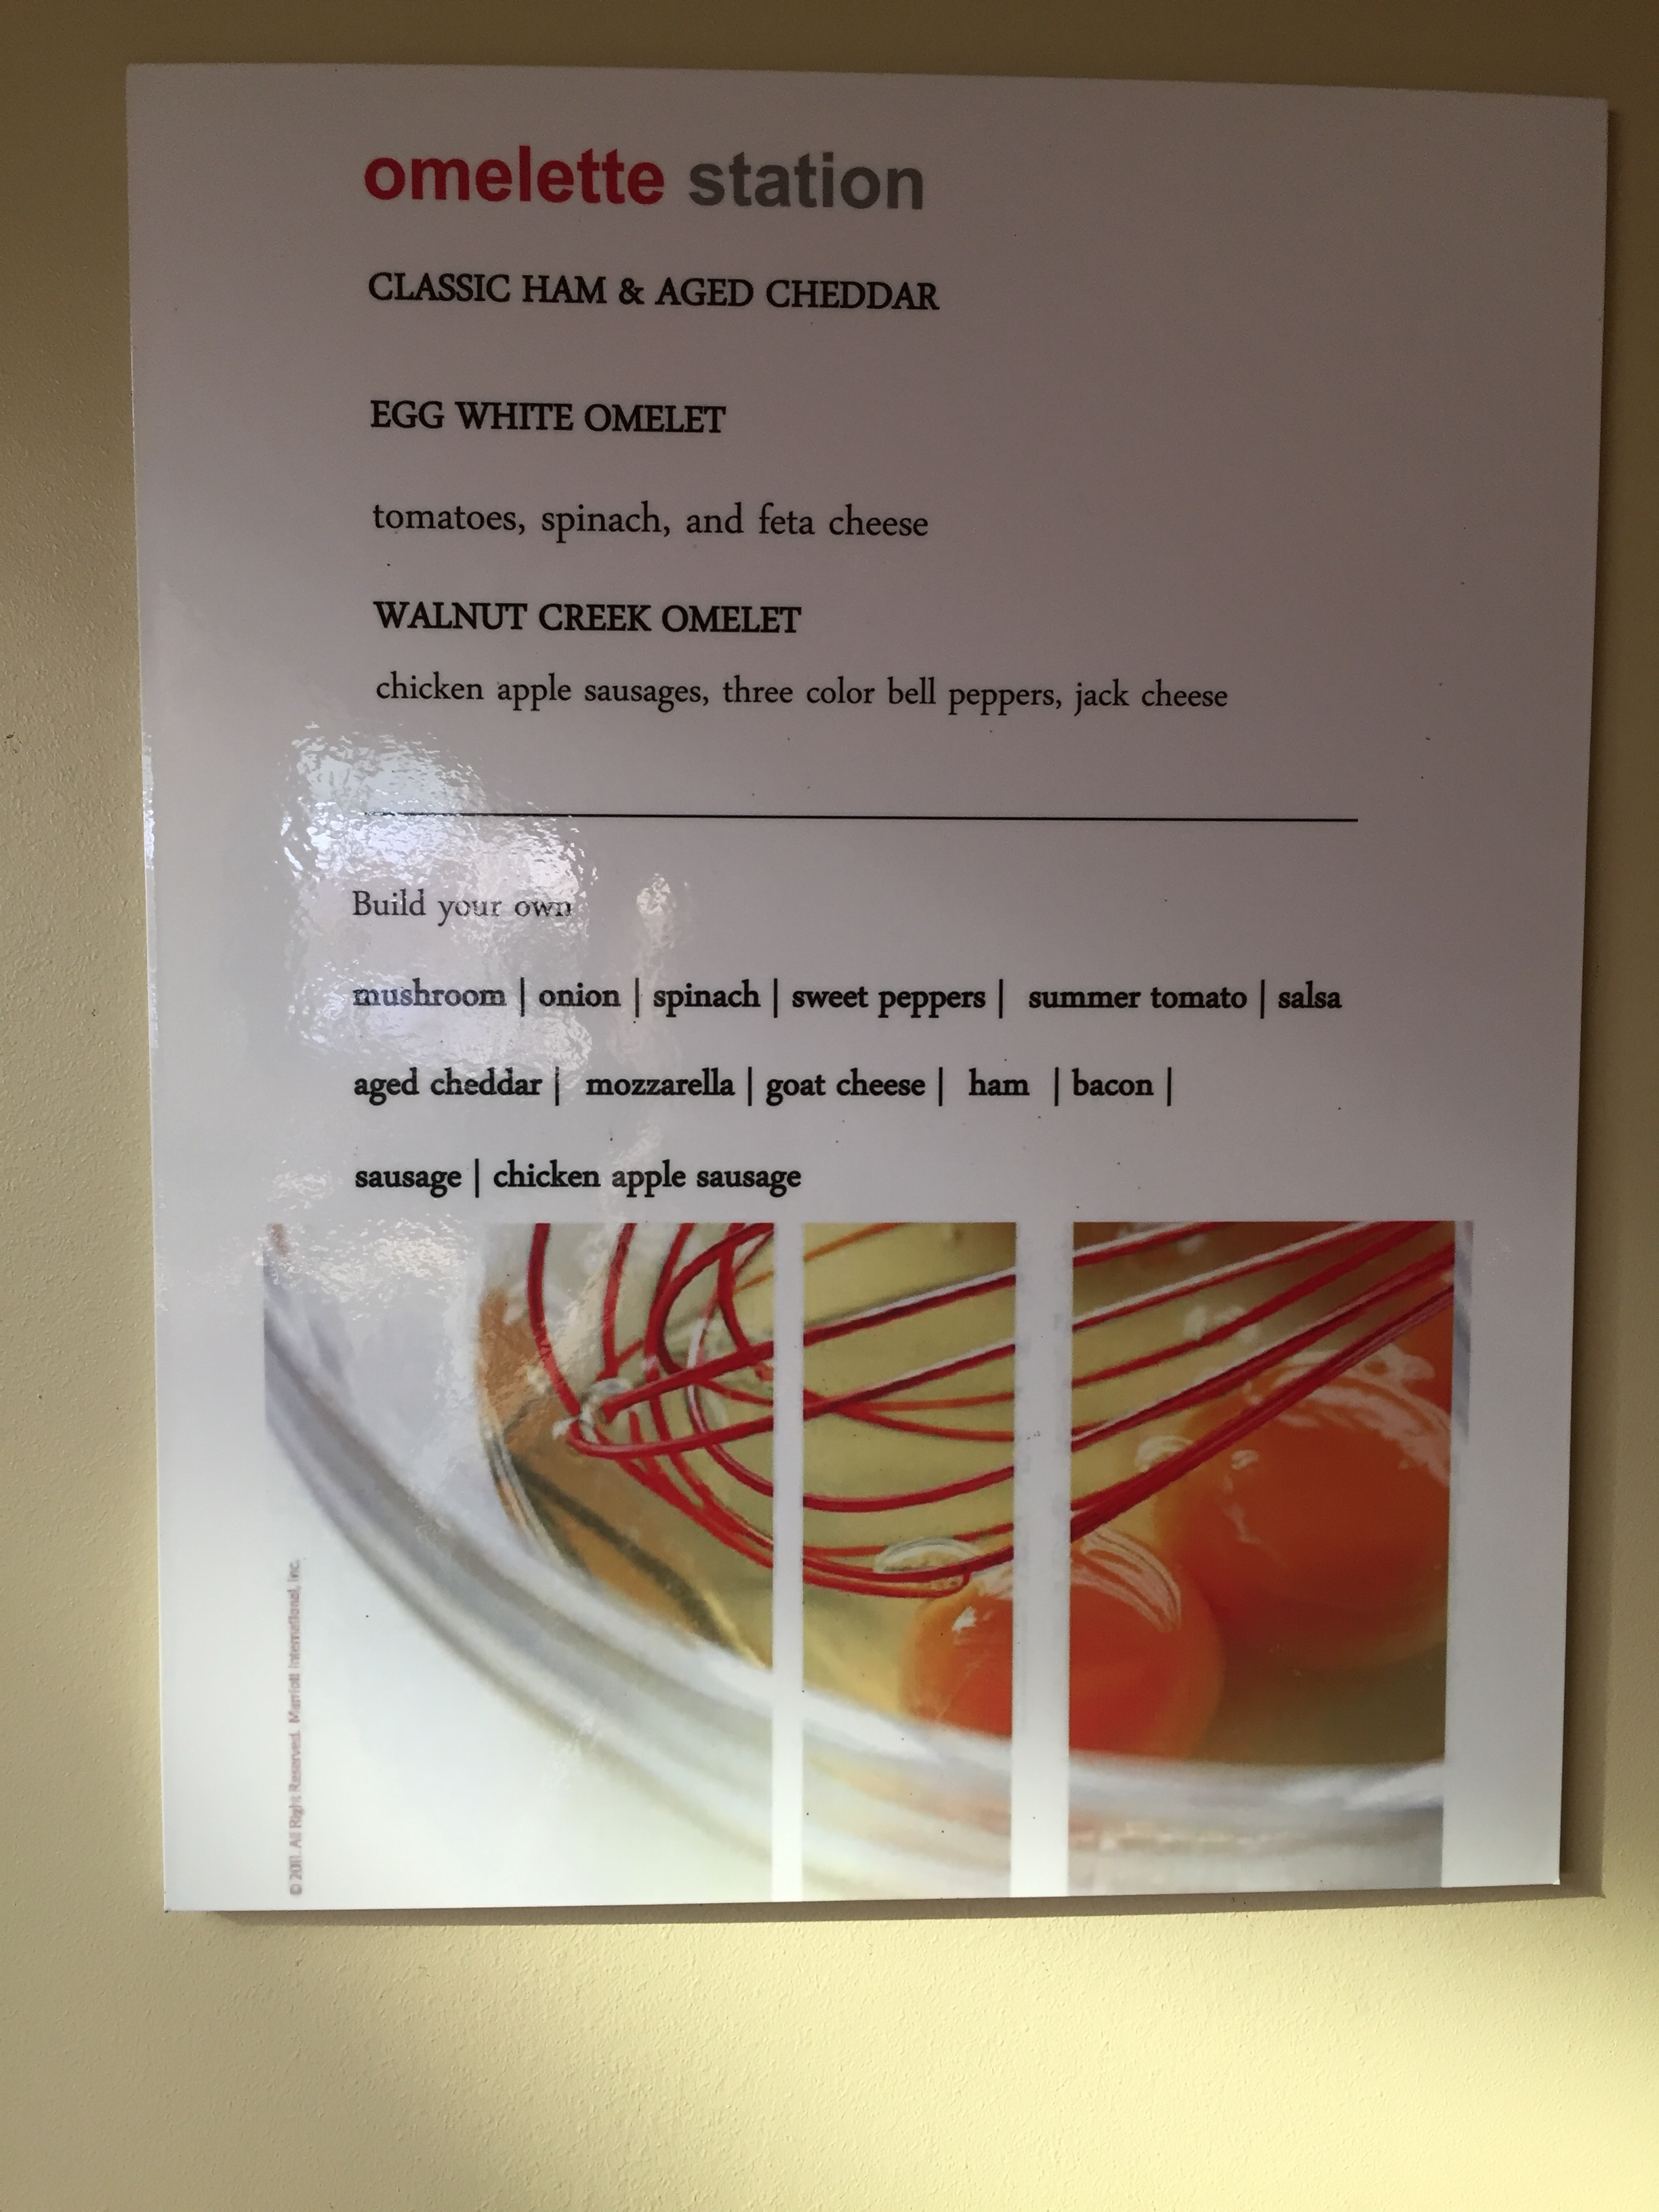 omelette station
CLASSIC HAM & AGED CHEDDAR
EGG WHITE OMELET
tomatoes, spinach, and feta cheese
WALNUT CREEK OMELET
chicken apple sausages, three color bell peppers, jack cheese
Build your own
mushroom | onion | spinach | sweet peppers | summer tomato | salsa
aged cheddar | mozzarella | goat cheese | ham | bacon |
sausage | chicken apple sausage
© 2011. All Right Reserved. Marriott International, Inc.